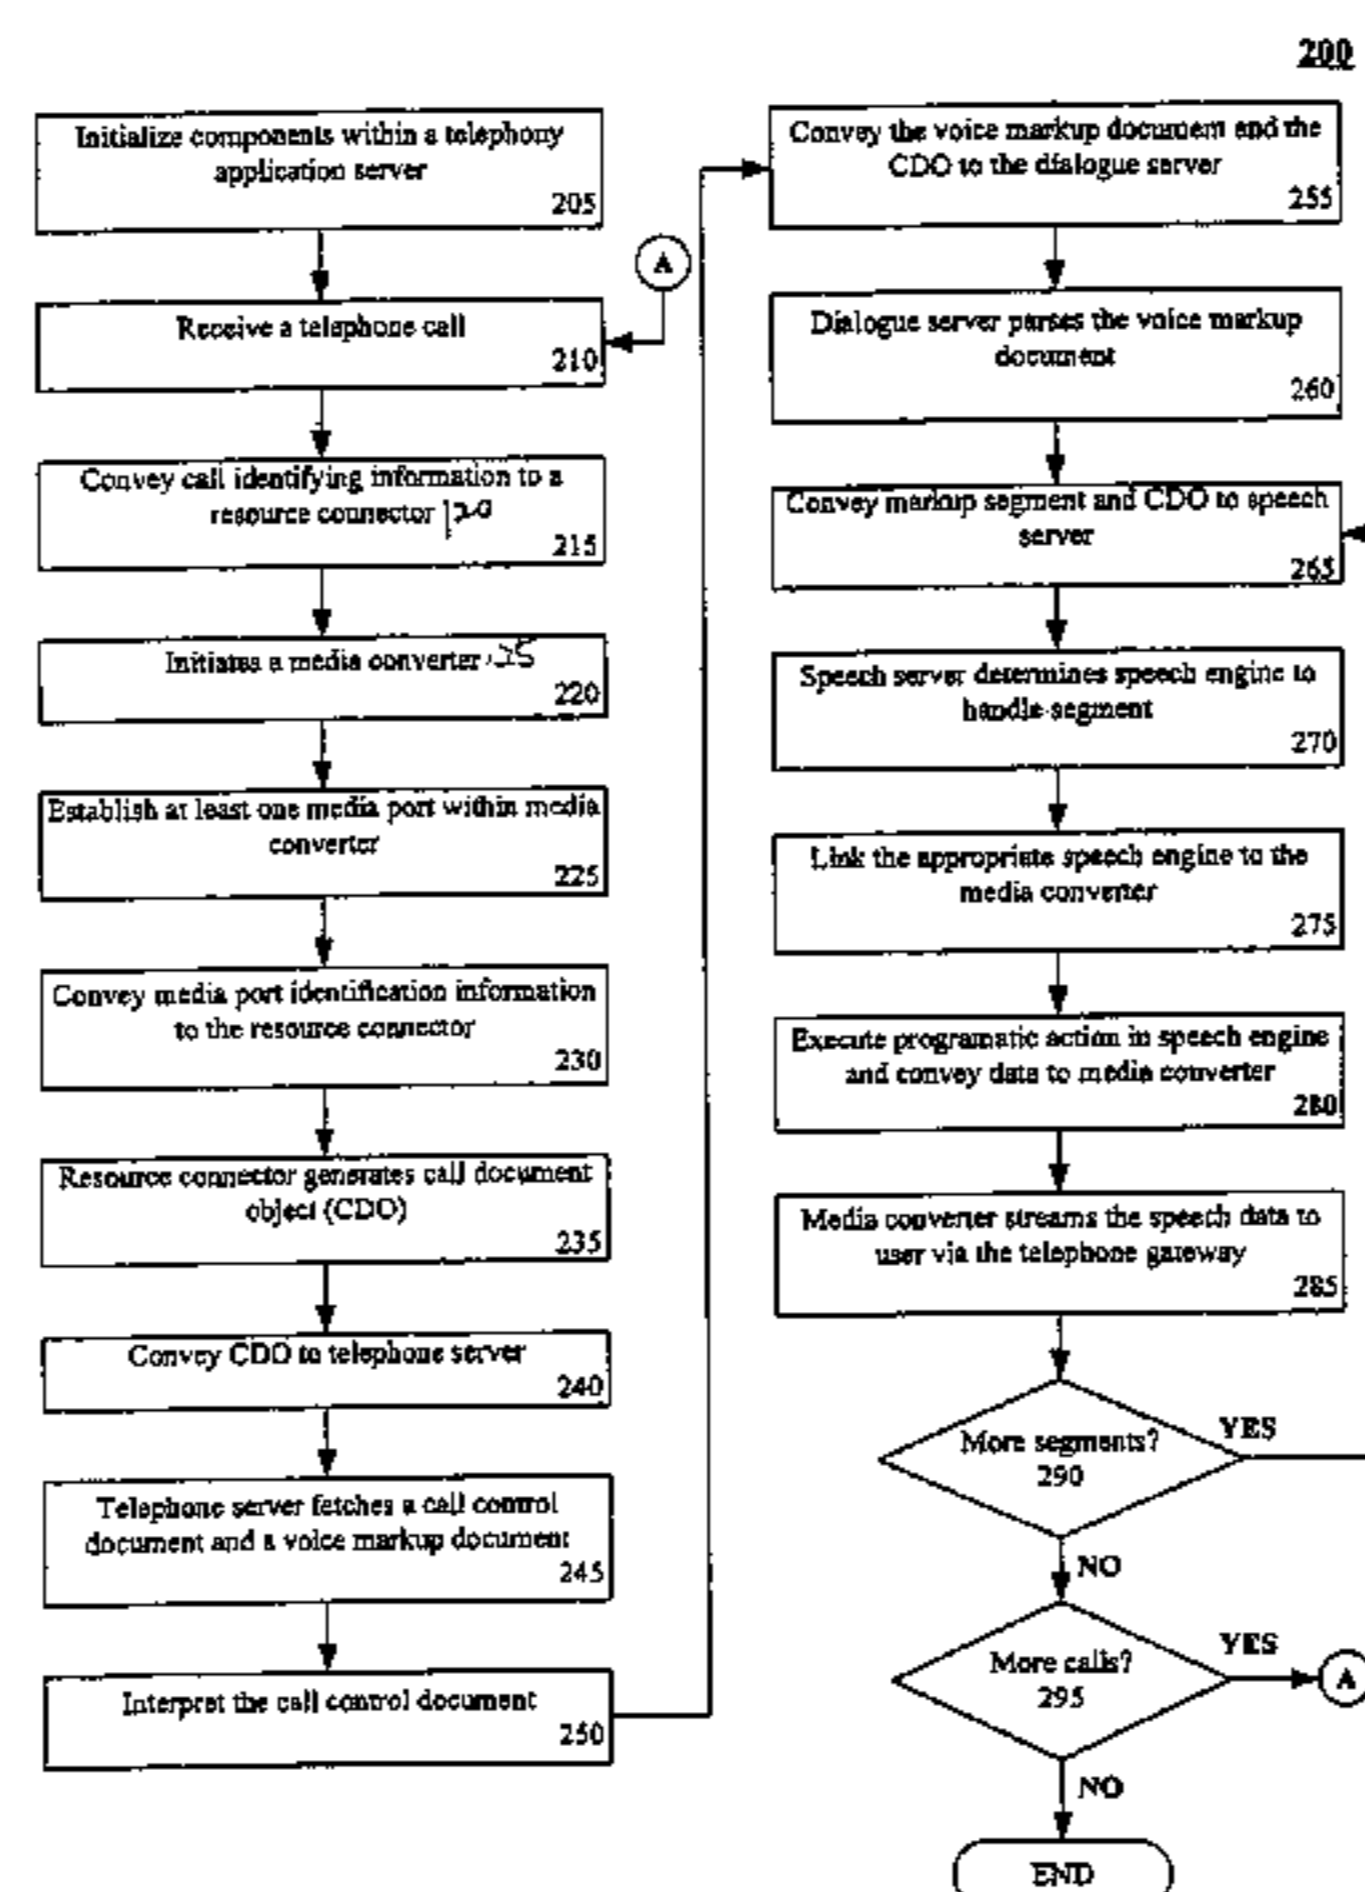 200
Initialize components within a telephony
application server
205
A
Receive a telephone call
210
Convey call identifying information to a
resource connector 120
215
Initiates a media converter 125
220
Establish at least one media port within media
converter
225
Convey media port identification information
to the resource connector
230
Resource connector generates call document
object (CDO)
235
Convey CDO to telephone server
240
Telephone server fetches a call control
document and a voice markup document
245
Interpret the call control document
250
Convey the voice markup document and the
CDO to the dialogue server
255
Dialogue server parses the voice markup
document
260
Convey markup segment and CDO to speech
server
265
Speech server determines speech engine to
handle segment
270
Link the appropriate speech engine to the
media converter
275
Execute programatic action in speech engine
and convey data to media converter
280
Media converter streams the speech data to
user via the telephone gateway
285
More segments?
290
YES
NO
More calls?
295
YES
A
NO
END